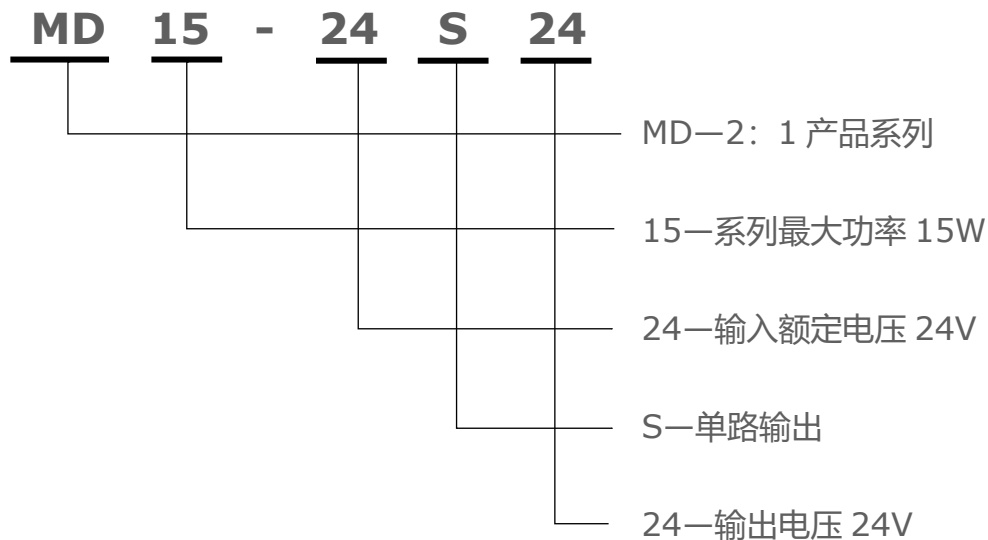 MD 15 - 24 S 24
MD—2：1 产品系列
15—系列最大功率 15W
24—输入额定电压 24V
S—单路输出
24—输出电压 24V